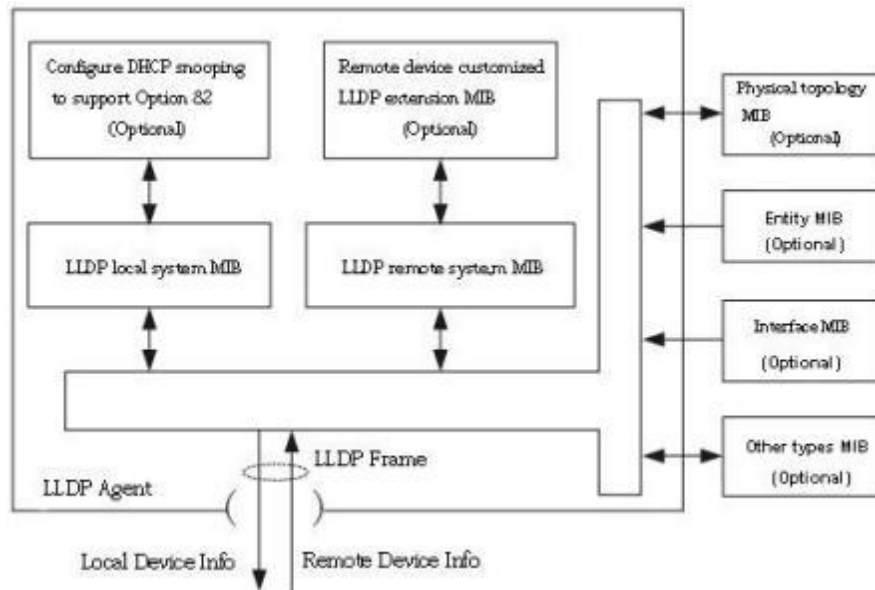 Configure DHCP snooping
to support Option 82
(Optional)
Remote device customized
LLDP extension MIB
(Optional)
Physical topology
MIB
(Optional)
LLDP local system MIB
LLDP remote system MIB
Entity MIB
(Optional)
Interface MIB
(Optional)
Other types MIB
(Optional)
LLDP Frame
LLDP Agent
Local Device Info
Remote Device Info